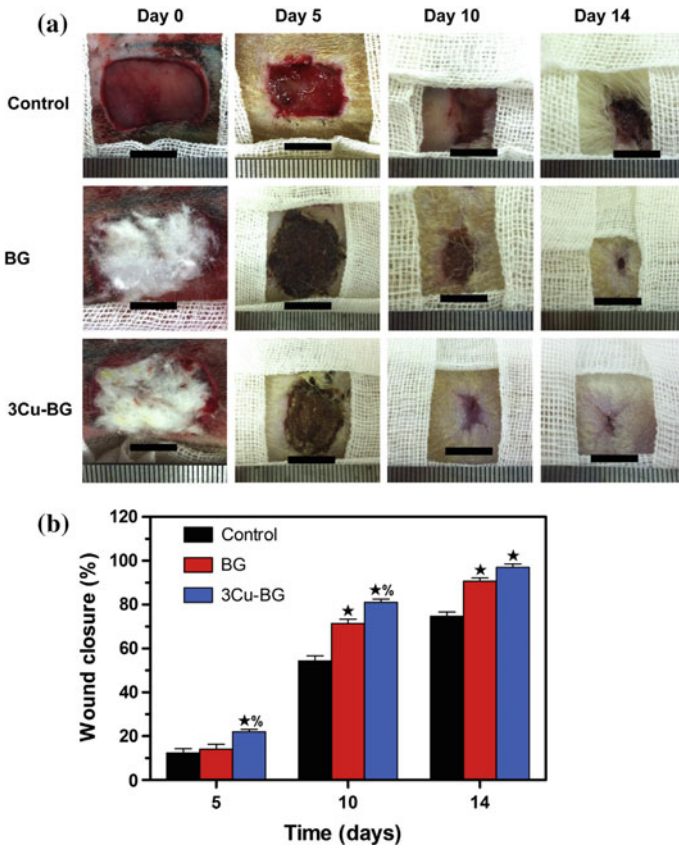 (a)
Day 0 Day 5 Day 10 Day 14
Control
BG
3Cu-BG
(b)
120
100
80
60
40
20
0
Wound closure (%)
Control
BG
3Cu-BG
★%
★
★%
★
★
5 10 14
Time (days)